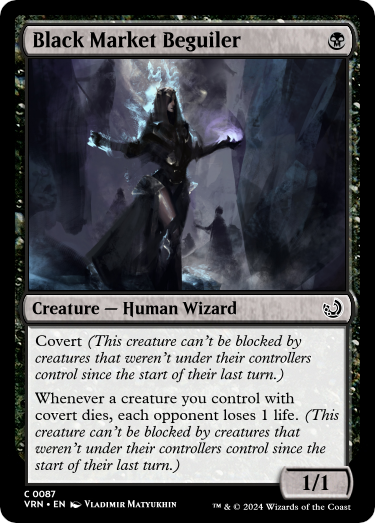 Black Market Beguiler
Creature — Human Wizard
Covert (This creature can't be blocked by
creatures that weren't under their controllers
control since the start of their last turn.)
Whenever a creature you control with
covert dies, each opponent loses 1 life. (This
creature can't be blocked by creatures that
weren't under their controllers control since the
start of their last turn.)
1/1
C 0087
VRN • EN Vladimir Matyukhin
™ & © 2024 Wizards of the Coast